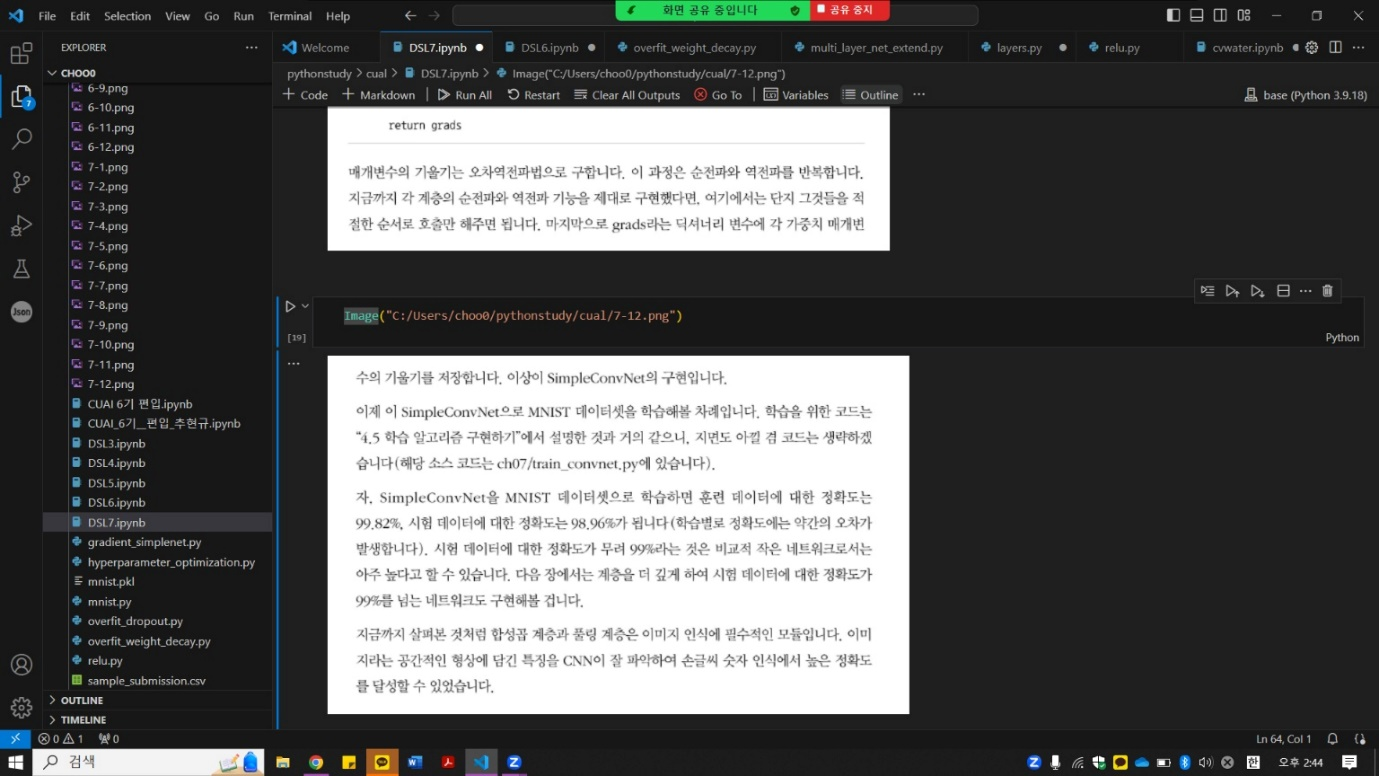 File Edit Selection View Go Run Terminal Help
화면 공유 중입니다
공유 중지
EXPLORER
Welcome
DSL7.ipynb
DSL6.ipynb
overfit_weight_decay.py
multi_layer_net_extend.py
layers.py
relu.py
cvwater.ipynb
CHOO0
pythonstudy > cual > DSL7.ipynb > Image("C:/Users/choo0/pythonstudy/cual/7-12.png")
+ Code + Markdown Run All Restart Clear All Outputs Go To Variables Outline
base (Python 3.9.18)
6-9.png
6-10.png
6-11.png
6-12.png
7-1.png
7-2.png
7-3.png
7-4.png
7-5.png
7-6.png
7-7.png
7-8.png
7-9.png
7-10.png
7-11.png
7-12.png
CUAI 6기 편입.ipynb
CUAI_6기__편입_추현규.ipynb
DSL3.ipynb
DSL4.ipynb
DSL5.ipynb
DSL6.ipynb
DSL7.ipynb
gradient_simplenet.py
hyperparameter_optimization.py
mnist.pkl
mnist.py
overfit_dropout.py
overfit_weight_decay.py
relu.py
sample_submission.csv
OUTLINE
TIMELINE
7
Json
return grads
매개변수의 기울기는 오차역전파법으로 구합니다. 이 과정은 순전파와 역전파를 반복합니다.
지금까지 각 계층의 순전파와 역전파 기능을 제대로 구현했다면, 여기에서는 단지 그것들을 적
절한 순서로 호출만 해주면 됩니다. 마지막으로 grads라는 딕셔너리 변수에 각 가중치 매개변
Image("C:/Users/choo0/pythonstudy/cual/7-12.png")
[19]
Python
수의 기울기를 저장합니다. 이상이 SimpleConvNet의 구현입니다.
이제 이 SimpleConvNet으로 MNIST 데이터셋을 학습해볼 차례입니다. 학습을 위한 코드는
“4.5 학습 알고리즘 구현하기”에서 설명한 것과 거의 같으니, 지면도 아낄 겸 코드는 생략하겠
습니다(해당 소스 코드는 ch07/train_convnet.py에 있습니다).
자, SimpleConvNet을 MNIST 데이터셋으로 학습하면 훈련 데이터에 대한 정확도는
99.82%, 시험 데이터에 대한 정확도는 98.96%가 됩니다(학습별로 정확도에는 약간의 오차가
발생합니다). 시험 데이터에 대한 정확도가 무려 99%라는 것은 비교적 작은 네트워크로서는
아주 높다고 할 수 있습니다. 다음 장에서는 계층을 더 깊게 하여 시험 데이터에 대한 정확도가
99%를 넘는 네트워크도 구현해볼 겁니다.
지금까지 살펴본 것처럼 합성곱 계층과 풀링 계층은 이미지 인식에 필수적인 모듈입니다. 이미
지라는 공간적인 형상에 담긴 특징을 CNN이 잘 파악하여 손글씨 숫자 인식에서 높은 정확도
를 달성할 수 있었습니다.
0 1 0
Ln 64, Col 1
검색
한
오후 2:44